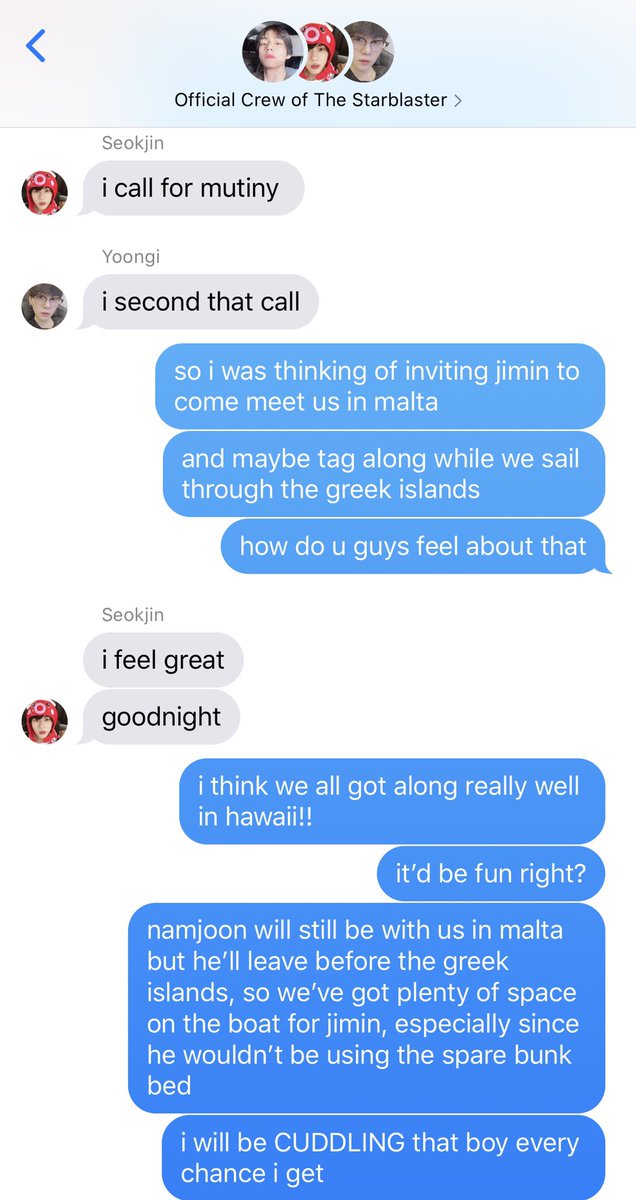 Official Crew of The Starblaster
Seokjin
i call for mutiny
Yoongi
i second that call
so i was thinking of inviting jimin to
come meet us in malta
and maybe tag along while we sail
through the greek islands
how do u guys feel about that
Seokjin
i feel great
goodnight
i think we all got along really well
in hawaii!!
it’d be fun right?
namjoon will still be with us in malta
but he’ll leave before the greek
islands, so we’ve got plenty of space
on the boat for jimin, especially since
he wouldn’t be using the spare bunk
bed
i will be CUDDLING that boy every
chance i get